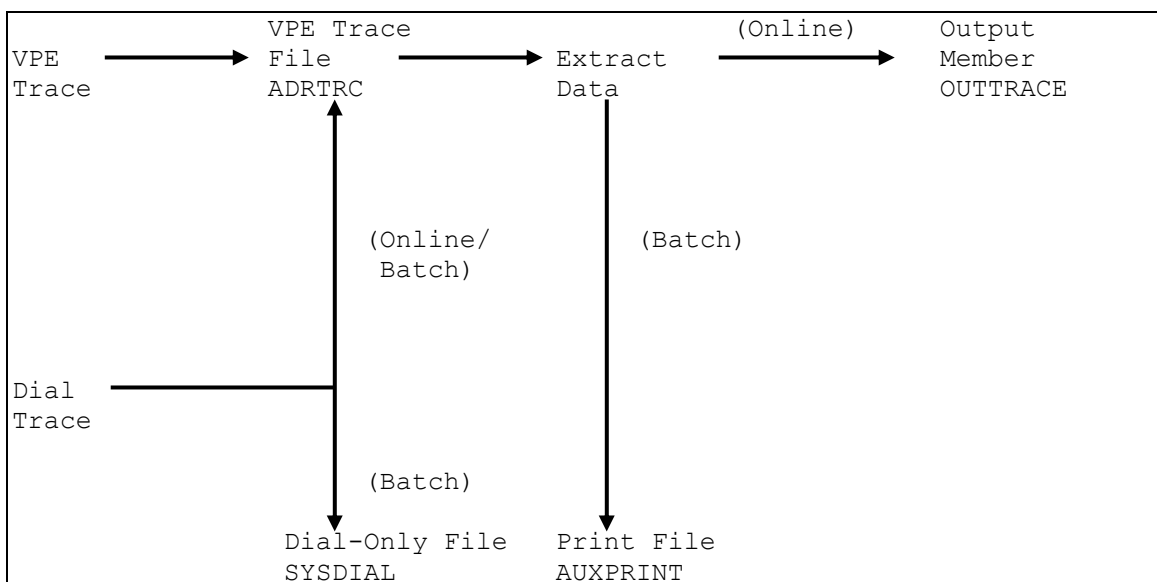 VPE Trace
File
ADRTRC
(Online)
Output
Member
OUTTRACE
VPE
Trace
Extract
Data
(Online/
Batch)
(Batch)
Dial
Trace
(Batch)
Dial-Only File
SYSDIAL
Print File
AUXPRINT